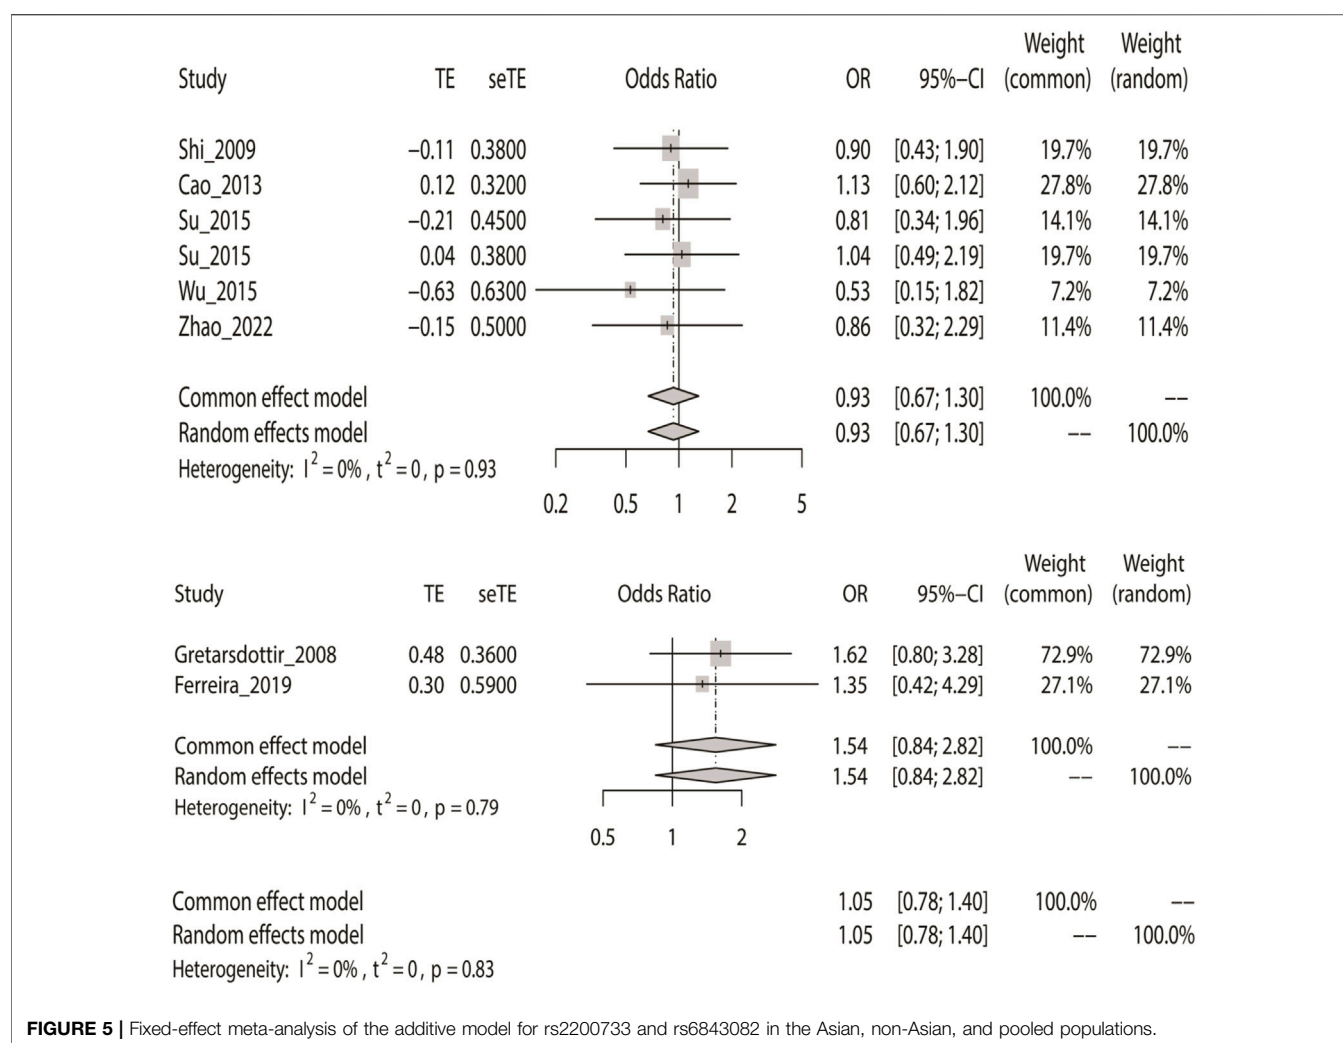 Weight Weight
Study TE seTE Odds Ratio OR 95%–CI (common) (random)
Shi_2009 –0.11 0.3800 0.90 [0.43; 1.90] 19.7% 19.7%
Cao_2013 0.12 0.3200 1.13 [0.60; 2.12] 27.8% 27.8%
Su_2015 –0.21 0.4500 0.81 [0.34; 1.96] 14.1% 14.1%
Su_2015 0.04 0.3800 1.04 [0.49; 2.19] 19.7% 19.7%
Wu_2015 –0.63 0.6300 0.53 [0.15; 1.82] 7.2% 7.2%
Zhao_2022 –0.15 0.5000 0.86 [0.32; 2.29] 11.4% 11.4%
Common effect model 0.93 [0.67; 1.30] 100.0% ––
Random effects model 0.93 [0.67; 1.30] –– 100.0%
Heterogeneity: I² = 0% , t² = 0 , p = 0.93
0.2 0.5 1 2 5
Weight Weight
Study TE seTE Odds Ratio OR 95%–CI (common) (random)
Gretarsdottir_2008 0.48 0.3600 1.62 [0.80; 3.28] 72.9% 72.9%
Ferreira_2019 0.30 0.5900 1.35 [0.42; 4.29] 27.1% 27.1%
Common effect model 1.54 [0.84; 2.82] 100.0% ––
Random effects model 1.54 [0.84; 2.82] –– 100.0%
Heterogeneity: I² = 0% , t² = 0 , p = 0.79
0.5 1 2
Common effect model 1.05 [0.78; 1.40] 100.0% ––
Random effects model 1.05 [0.78; 1.40] –– 100.0%
Heterogeneity: I² = 0% , t² = 0 , p = 0.83
FIGURE 5 | Fixed-effect meta-analysis of the additive model for rs2200733 and rs6843082 in the Asian, non-Asian, and pooled populations.